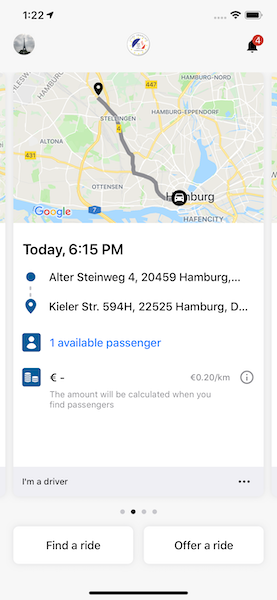 1:22
4
HAMBURG-NORD
EIDELSTEDT
HAMBURG-EPPENDORF
STELLINGEN
4
ALTONA
431
447
OTTENSEN
Hamburg
Google
7
HAFENCITY
Today, 6:15 PM
Alter Steinweg 4, 20459 Hamburg,...
Kieler Str. 594H, 22525 Hamburg, D...
1 available passenger
€ -
€0.20/km
The amount will be calculated when you
find passengers
I'm a driver
Find a ride
Offer a ride